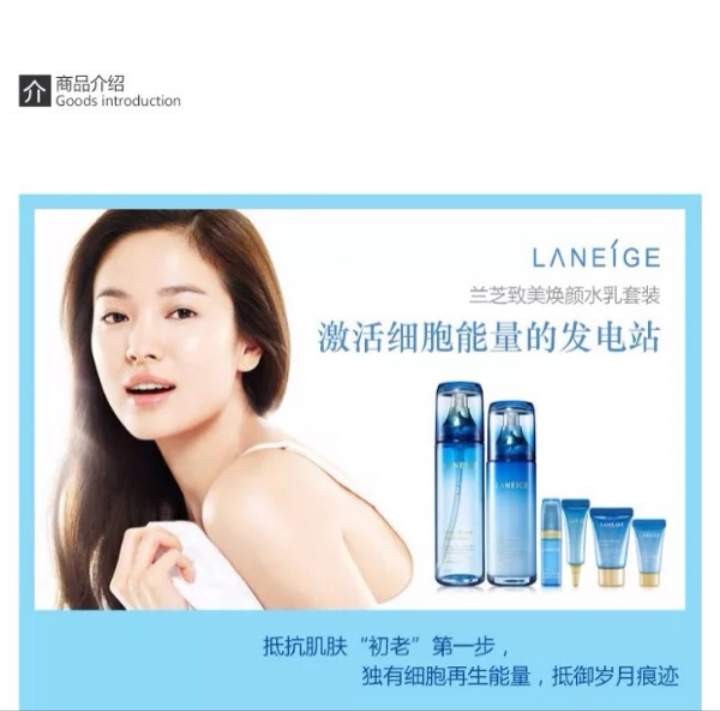 介 商品介绍
Goods introduction
LANEÍGE
兰芝致美焕颜水乳套装
激活细胞能量的发电站
LANEIGE
LANEIGE
抵抗肌肤“初老”第一步，
独有细胞再生能量，抵御岁月痕迹